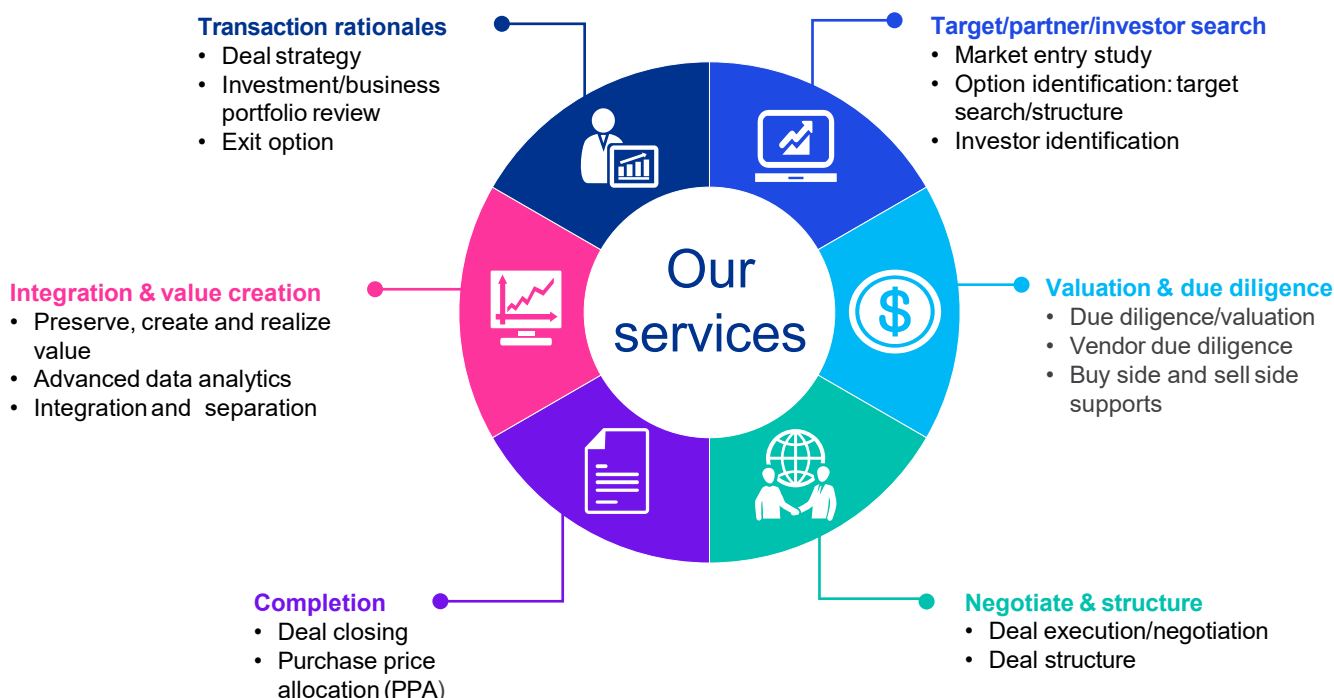 Transaction rationales
• Deal strategy
• Investment/business
portfolio review
• Exit option
Target/partner/investor search
• Market entry study
• Option identification: target
search/structure
• Investor identification
Our
services
Integration & value creation
• Preserve, create and realize
value
• Advanced data analytics
• Integration and separation
Valuation & due diligence
• Due diligence/valuation
• Vendor due diligence
• Buy side and sell side
supports
$
Completion
• Deal closing
• Purchase price
allocation (PPA)
Negotiate & structure
• Deal execution/negotiation
• Deal structure